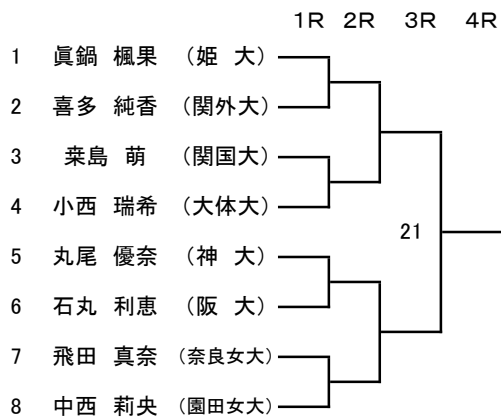 1R 2R 3R 4R
1 眞鍋 楓果 (姫 大)
2 喜多 純香 (関外大)
3 桒島 萌 (関国大)
4 小西 瑞希 (大体大)
21
5 丸尾 優奈 (神 大)
6 石丸 利恵 (阪 大)
7 飛田 真奈 (奈良女大)
8 中西 莉央 (園田女大)